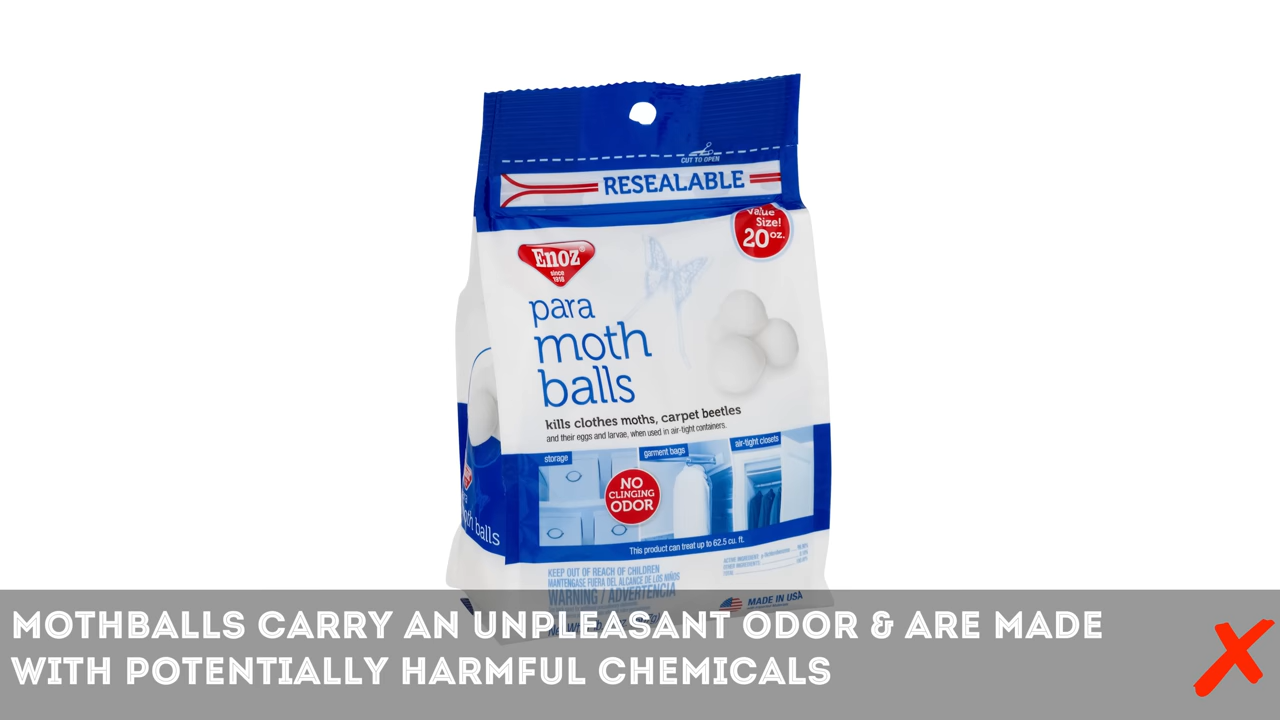 CUT TO OPEN
RESEALABLE
Value
Size!
20 oz.
Enoz®
since
1918
para
moth
balls
kills clothes moths, carpet beetles
and their eggs and larvae, when used in air-tight containers.
storage
garment bags
air-tight closets
NO
CLINGING
ODOR
moth balls
This product can treat up to 62.5 cu. ft.
KEEP OUT OF REACH OF CHILDREN
MANTENGASE FUERA DEL ALCANCE DE LOS NIÑOS
WARNING / ADVERTENCIA
MADE IN USA
MOTHBALLS CARRY AN UNPLEASANT ODOR & ARE MADE
WITH POTENTIALLY HARMFUL CHEMICALS